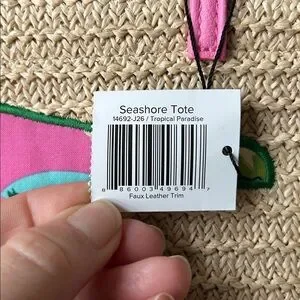 Seashore Tote
14692-J26 / Tropical Paradise
8 86003 49694 7
Faux Leather Trim